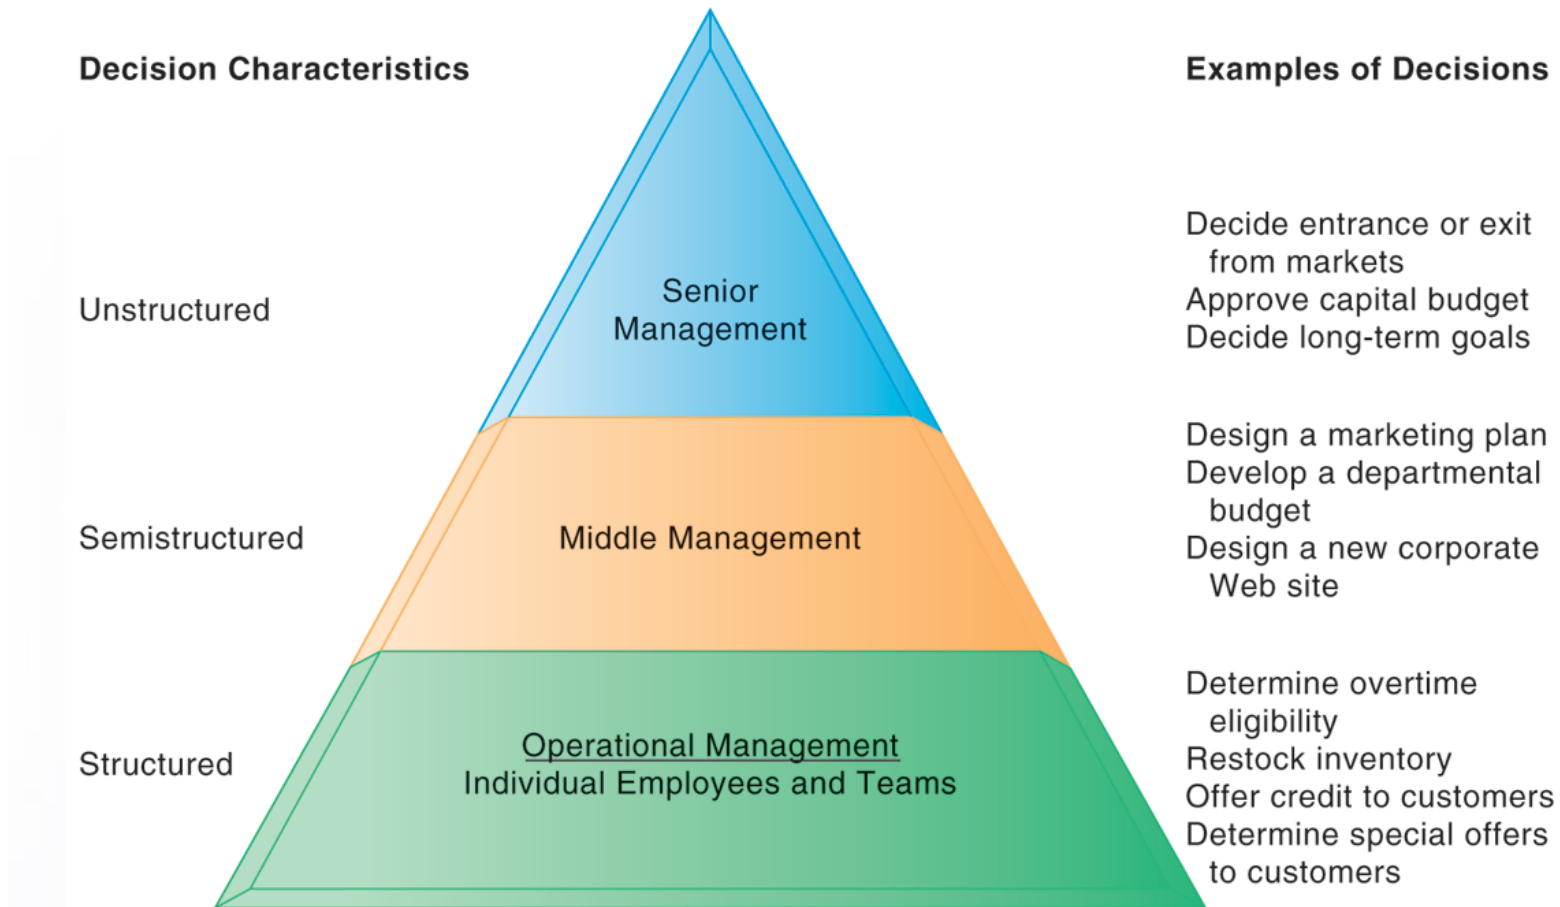 Decision Characteristics
Examples of Decisions
Unstructured
Senior
Management
Decide entrance or exit
from markets
Approve capital budget
Decide long-term goals
Semistructured
Middle Management
Design a marketing plan
Develop a departmental
budget
Design a new corporate
Web site
Structured
Operational Management
Individual Employees and Teams
Determine overtime
eligibility
Restock inventory
Offer credit to customers
Determine special offers
to customers